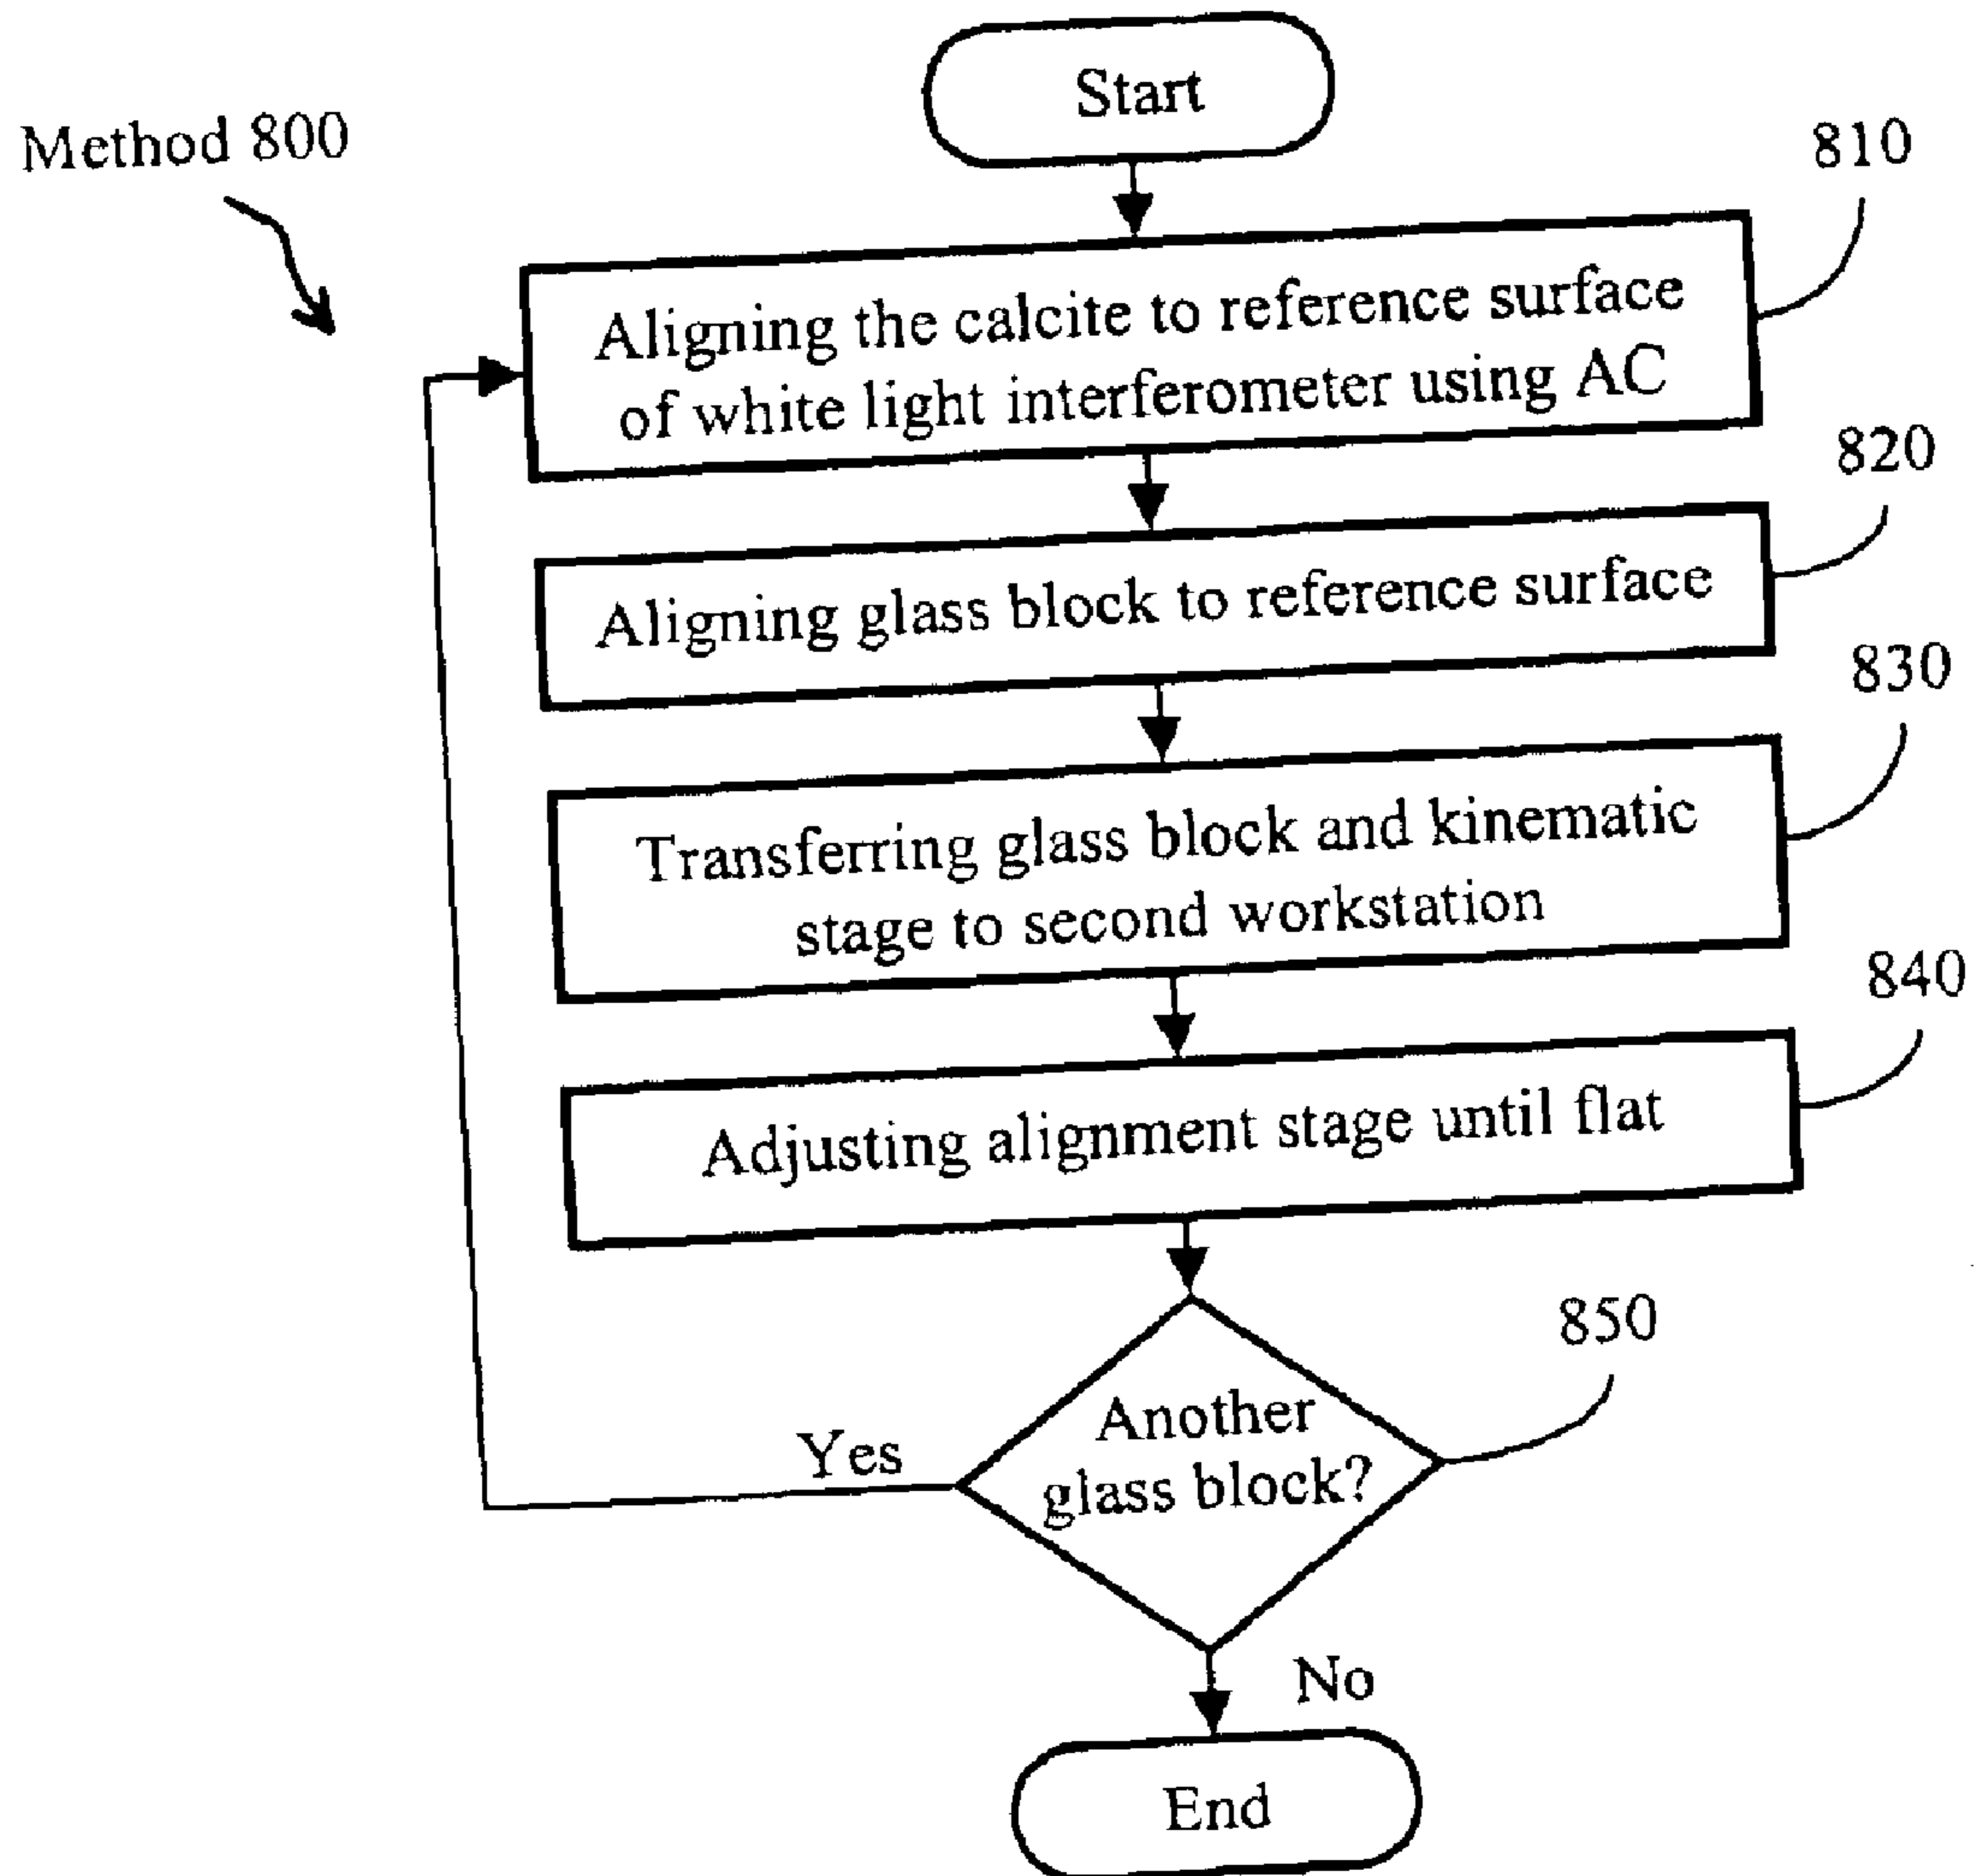 Start
Method 800
810
Aligning the calcite to reference surface
of white light interferometer using AC
820
Aligning glass block to reference surface
830
Transferring glass block and kinematic
stage to second workstation
840
Adjusting alignment stage until flat
850
Another
glass block?
Yes
No
End